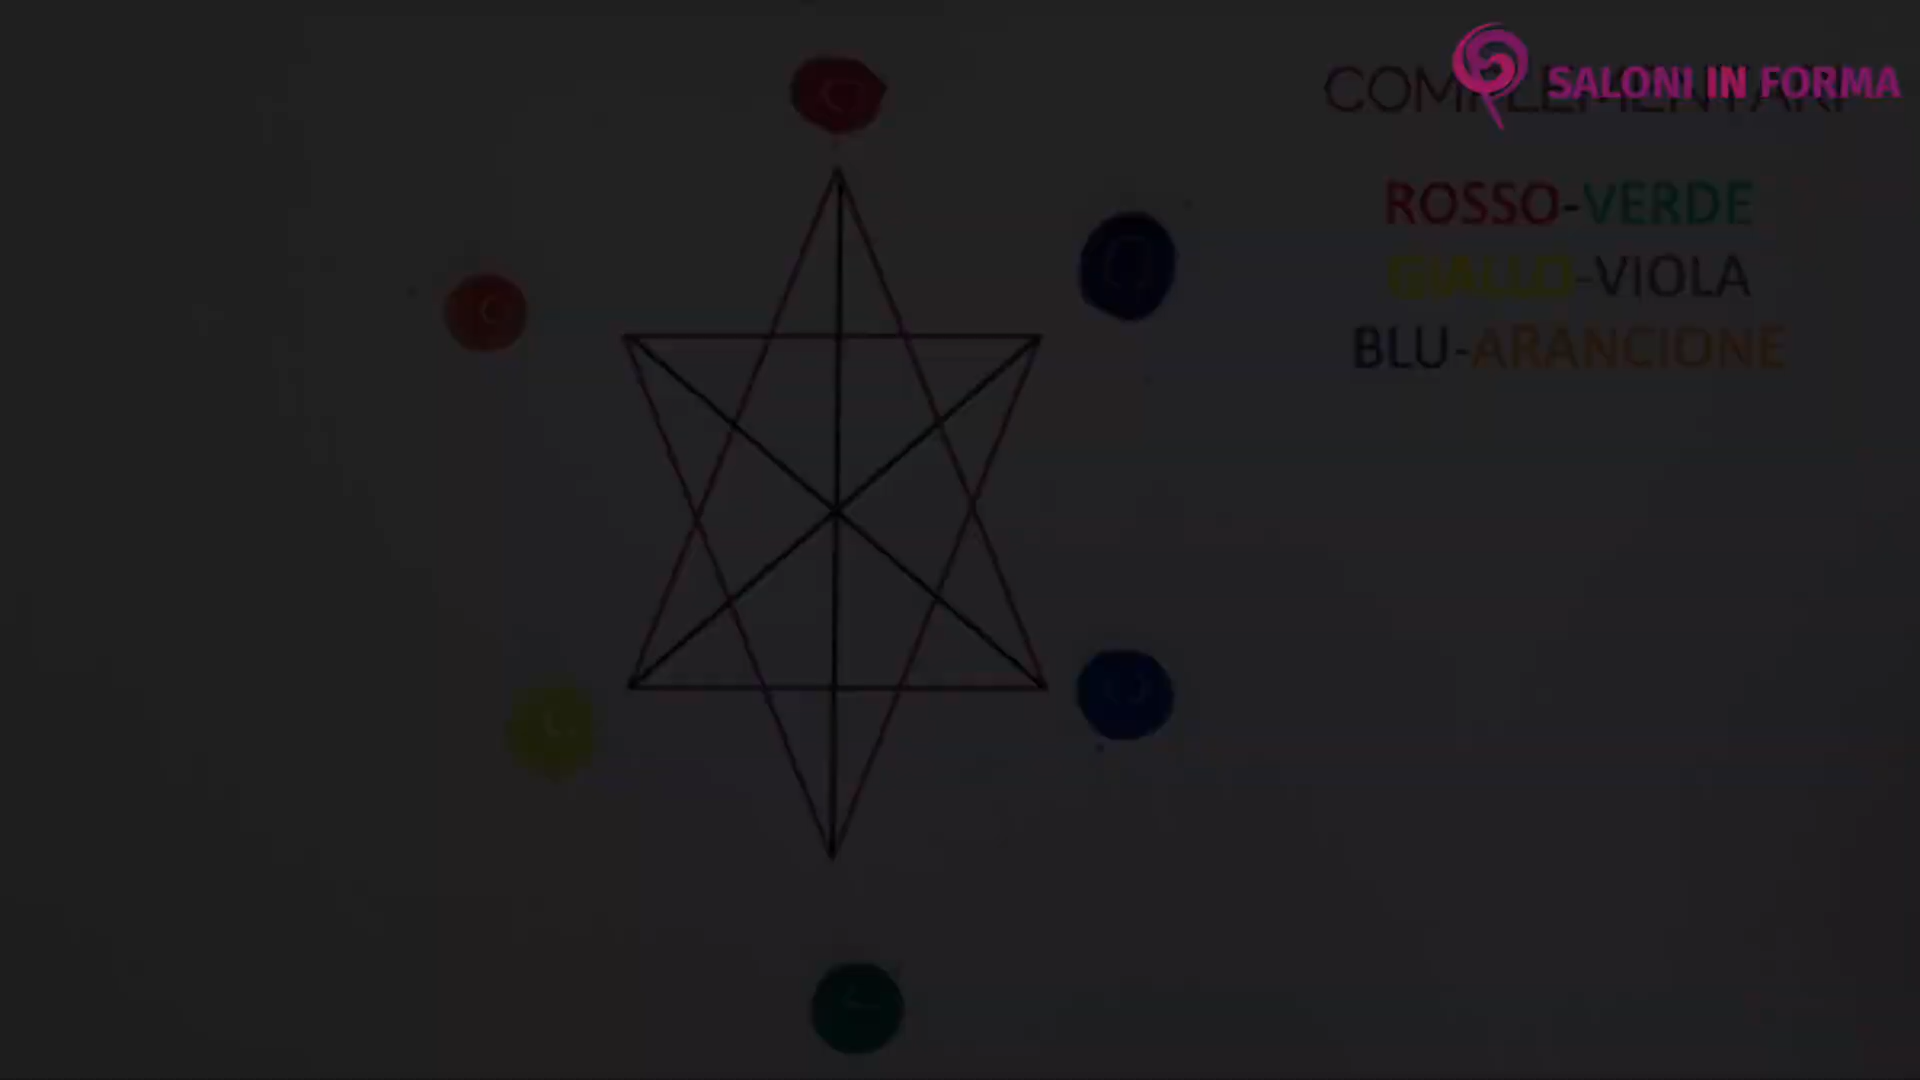 COMPLEMENTARI
SALONI IN FORMA
ROSSO-VERDE
GIALLO-VIOLA
BLU-ARANCIONE